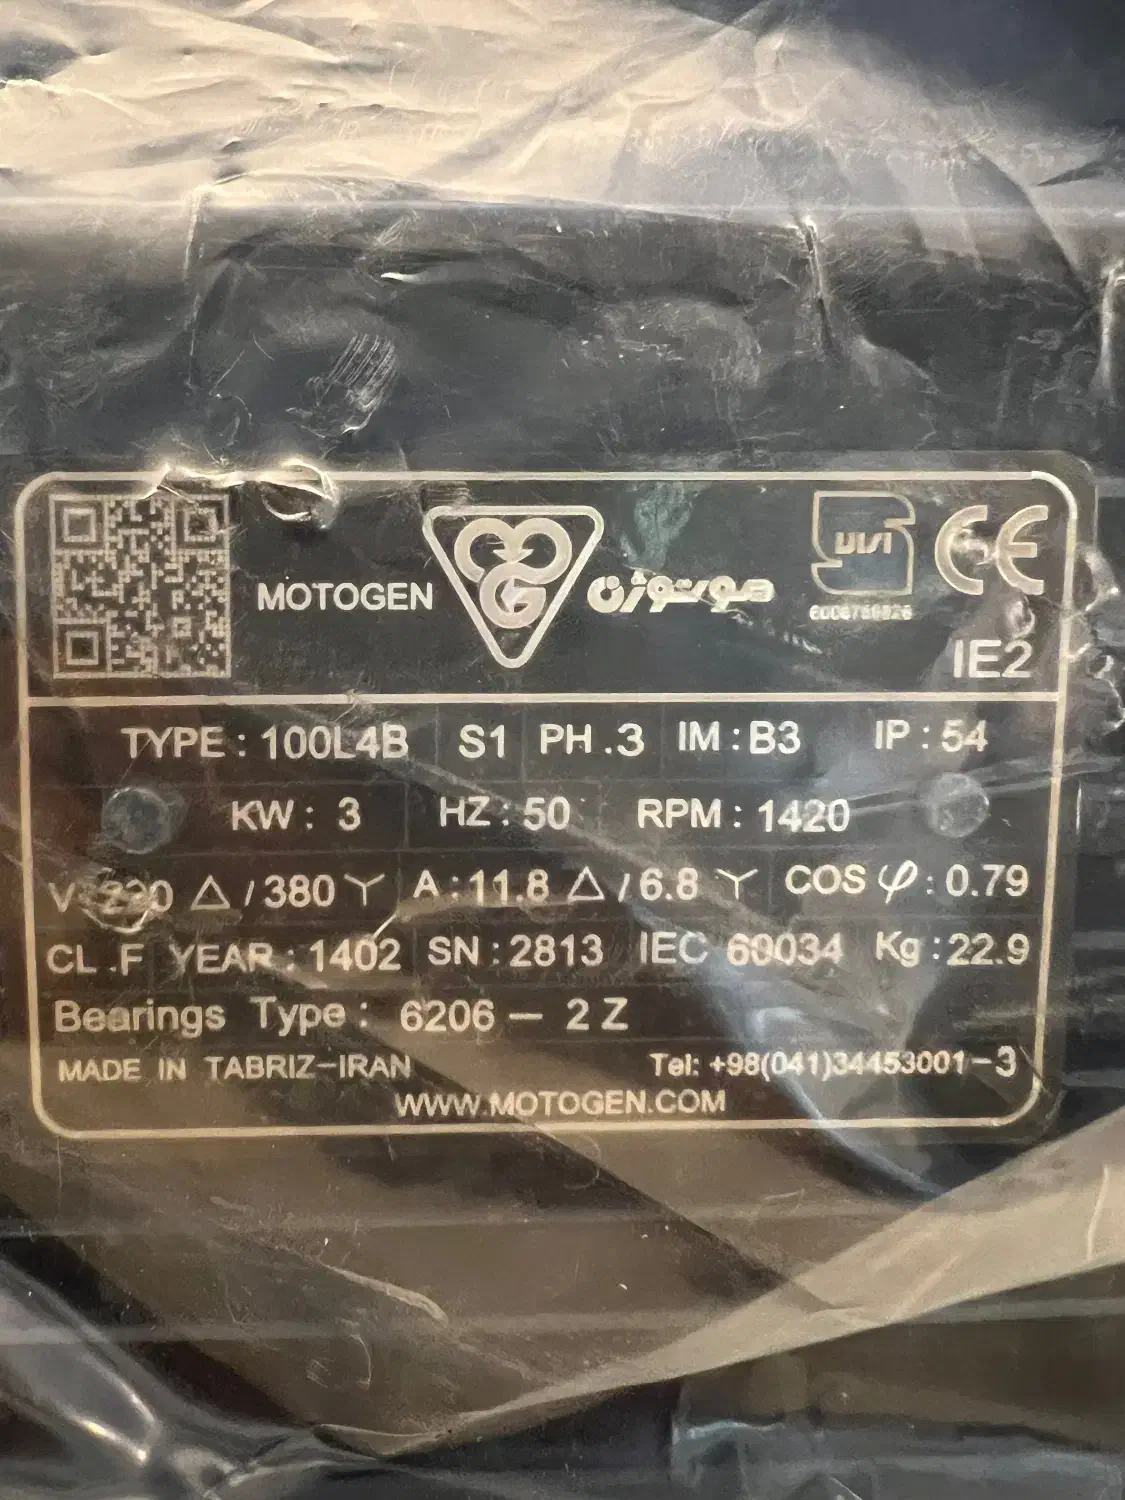 MOTOGEN موتوژن CE
IE2
TYPE : 100L4B S1 PH .3 IM : B3 IP : 54
KW : 3 HZ : 50 RPM : 1420
V : 220 △ / 380 Y A : 11.8 △ / 6.8 Y COS φ : 0.79
CL .F YEAR : 1402 SN : 2813 IEC 60034 Kg : 22.9
Bearings Type : 6206 - 2 Z
MADE IN TABRIZ-IRAN Tel: +98(041)34453001-3
WWW.MOTOGEN.COM